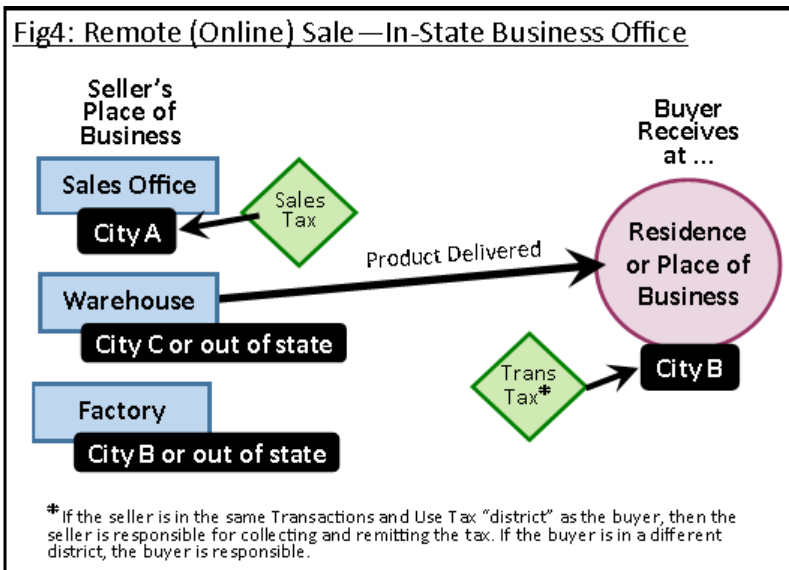 Fig4: Remote (Online) Sale—In-State Business Office
Seller's
Place of
Business
Buyer
Receives
at ...
Sales Office
City A
Sales
Tax
Product Delivered
Residence
or Place of
Business
City B
Warehouse
City C or out of state
Trans
Tax*
Factory
City B or out of state
*If the seller is in the same Transactions and Use Tax “district” as the buyer, then the
seller is responsible for collecting and remitting the tax. If the buyer is in a different
district, the buyer is responsible.